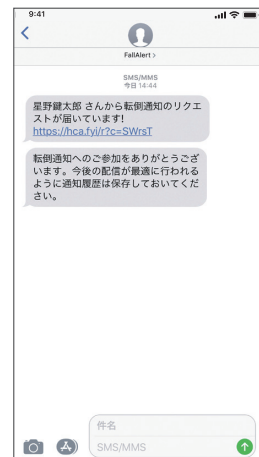 9:41
FallAlert >
SMS/MMS
今日 14:44
星野鍵太郎 さんから転倒通知のリクエ
ストが届いています!
https://hca.fyi/r?c=SWrsT
転倒通知へのご参加をありがとうござ
います。今後の配信が最適に行われる
ように通知履歴は保存しておいてくだ
さい。
件名
SMS/MMS